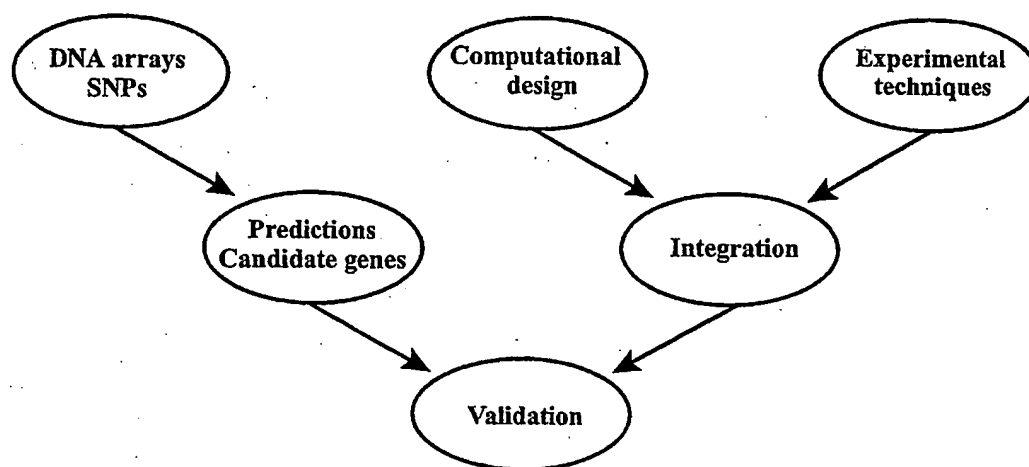 DNA arrays
SNPs
Computational
design
Experimental
techniques
Predictions
Candidate genes
Integration
Validation